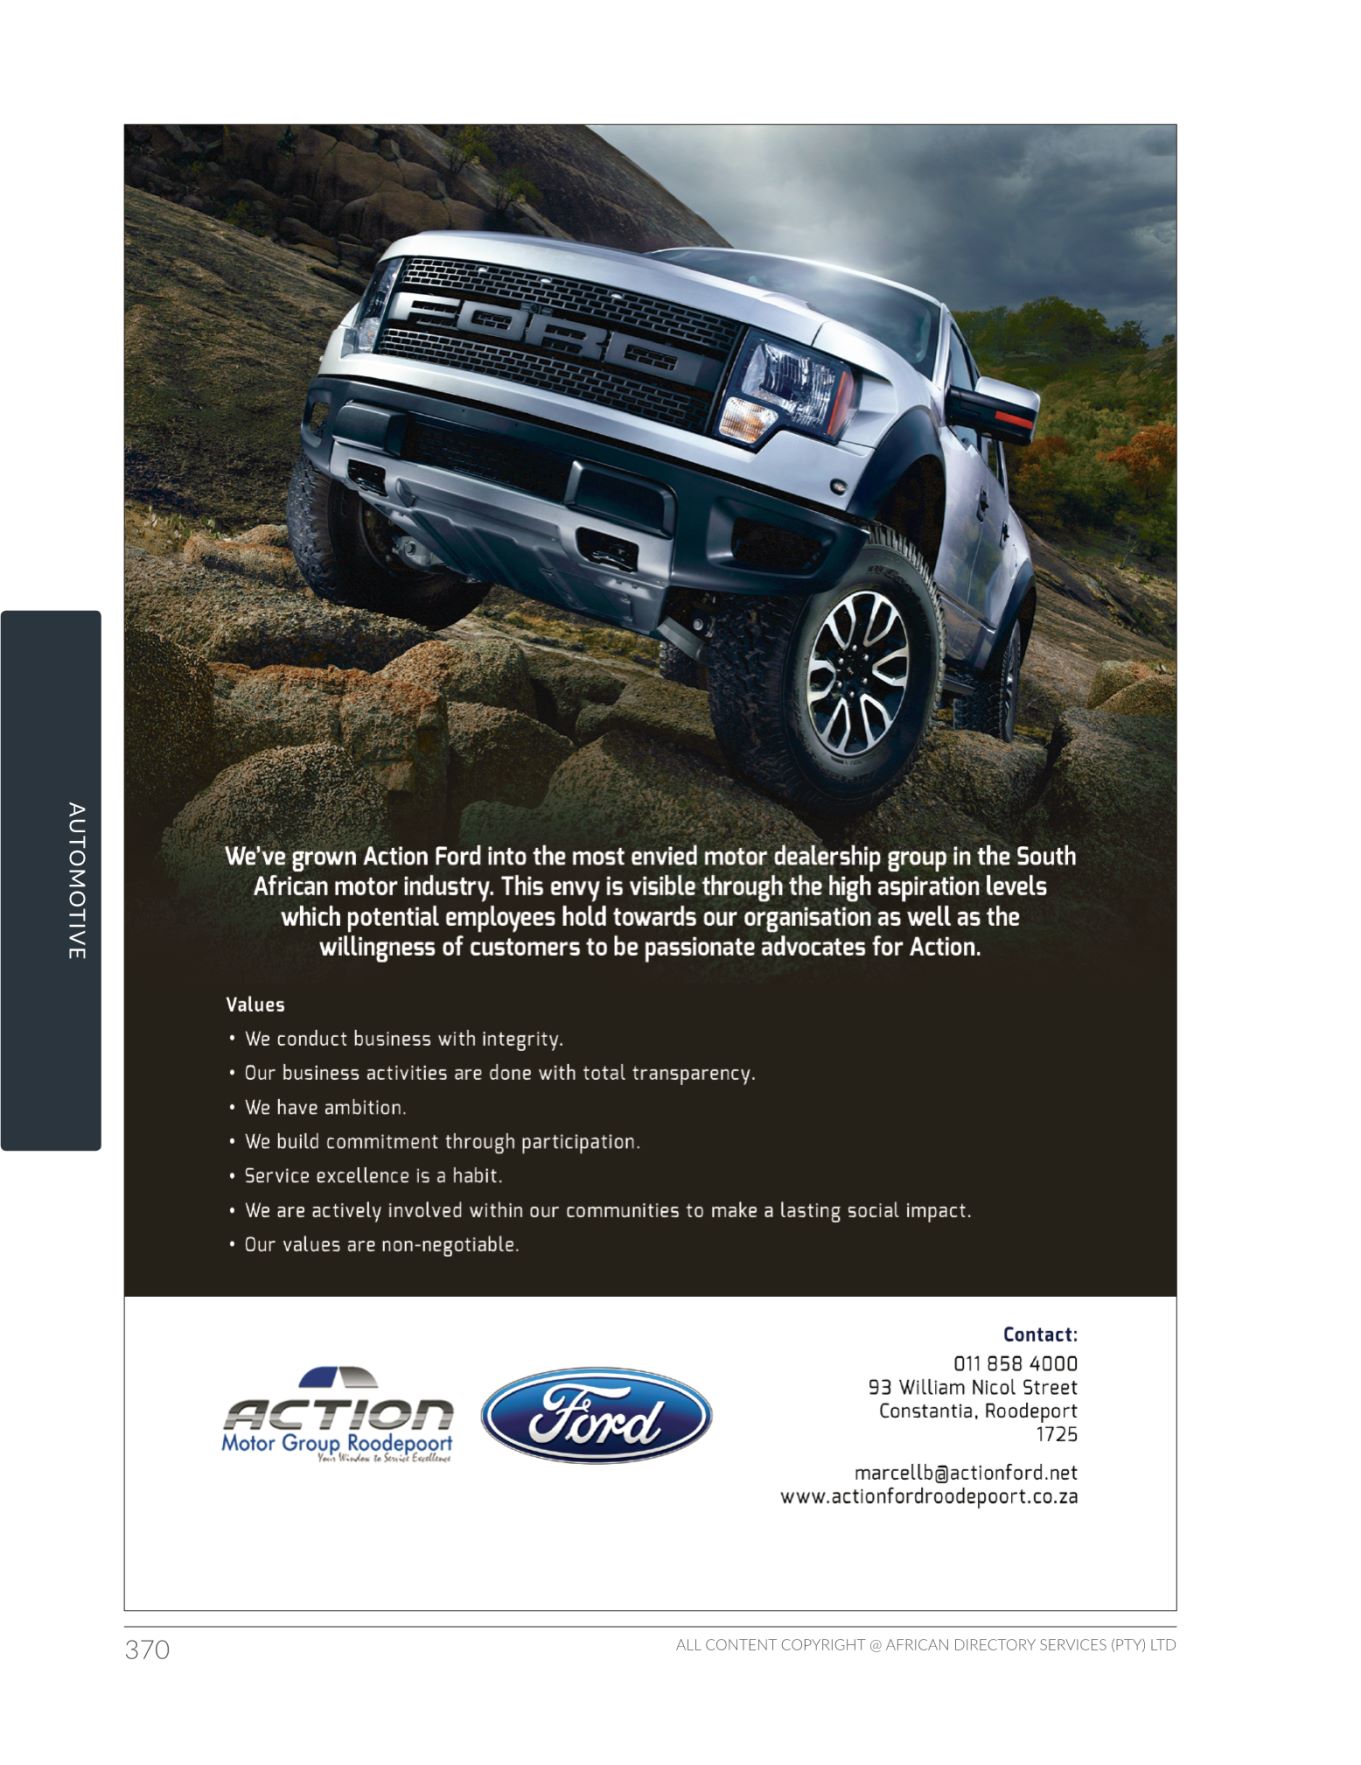 FORD
AUTOMOTIVE
We've grown Action Ford into the most envied motor dealership group in the South
African motor industry. This envy is visible through the high aspiration levels
which potential employees hold towards our organisation as well as the
willingness of customers to be passionate advocates for Action.
Values
• We conduct business with integrity.
• Our business activities are done with total transparency.
• We have ambition.
• We build commitment through participation.
• Service excellence is a habit.
• We are actively involved within our communities to make a lasting social impact.
• Our values are non-negotiable.
ACTION
Motor Group Roodepoort
Your Window to Service Excellence
Ford
Contact:
011 858 4000
93 William Nicol Street
Constantia, Roodeport
1725
marcellb@actionford.net
www.actionfordroodepoort.co.za
370
ALL CONTENT COPYRIGHT @ AFRICAN DIRECTORY SERVICES (PTY) LTD